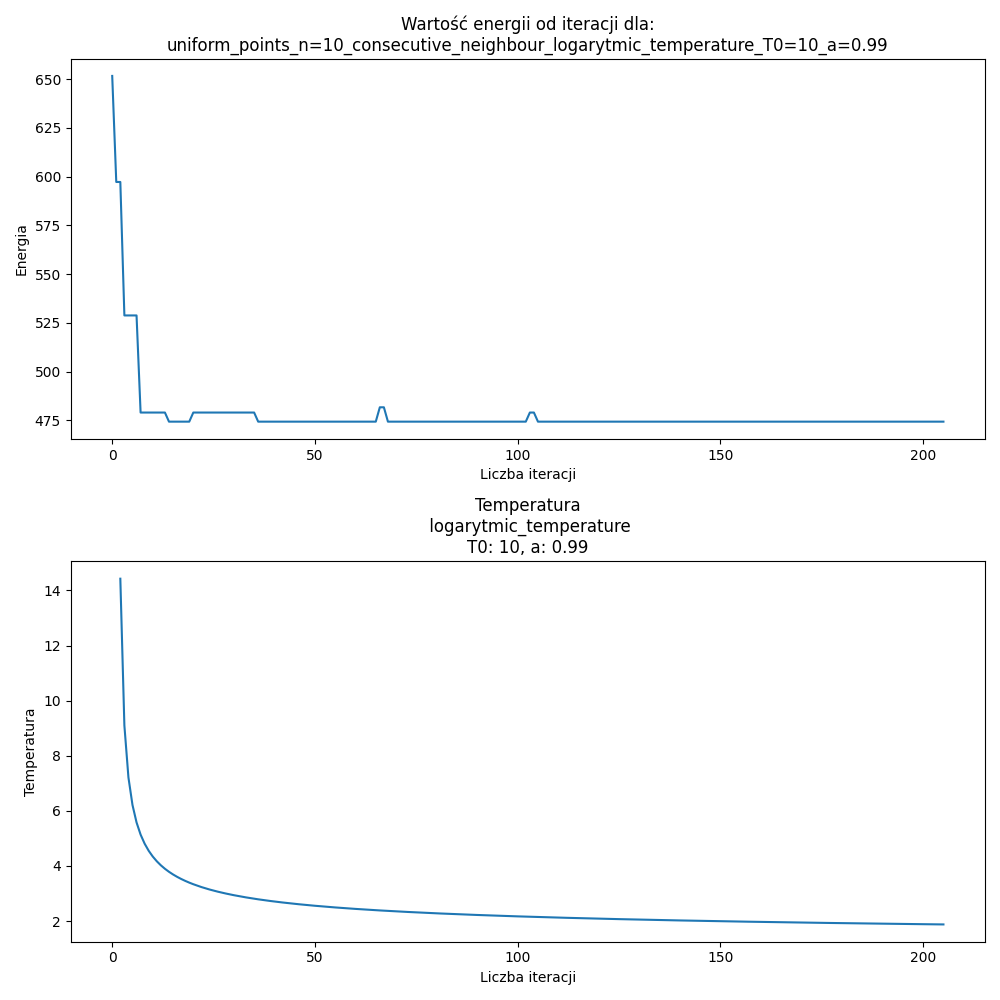 Wartość energii od iteracji dla:
uniform_points_n=10_consecutive_neighbour_logarytmic_temperature_T0=10_a=0.99
650
625
600
575
550
525
500
475
Energia
0 50 100 150 200
Liczba iteracji
Temperatura
logarytmic_temperature
T0: 10, a: 0.99
14
12
10
8
6
4
2
Temperatura
0 50 100 150 200
Liczba iteracji